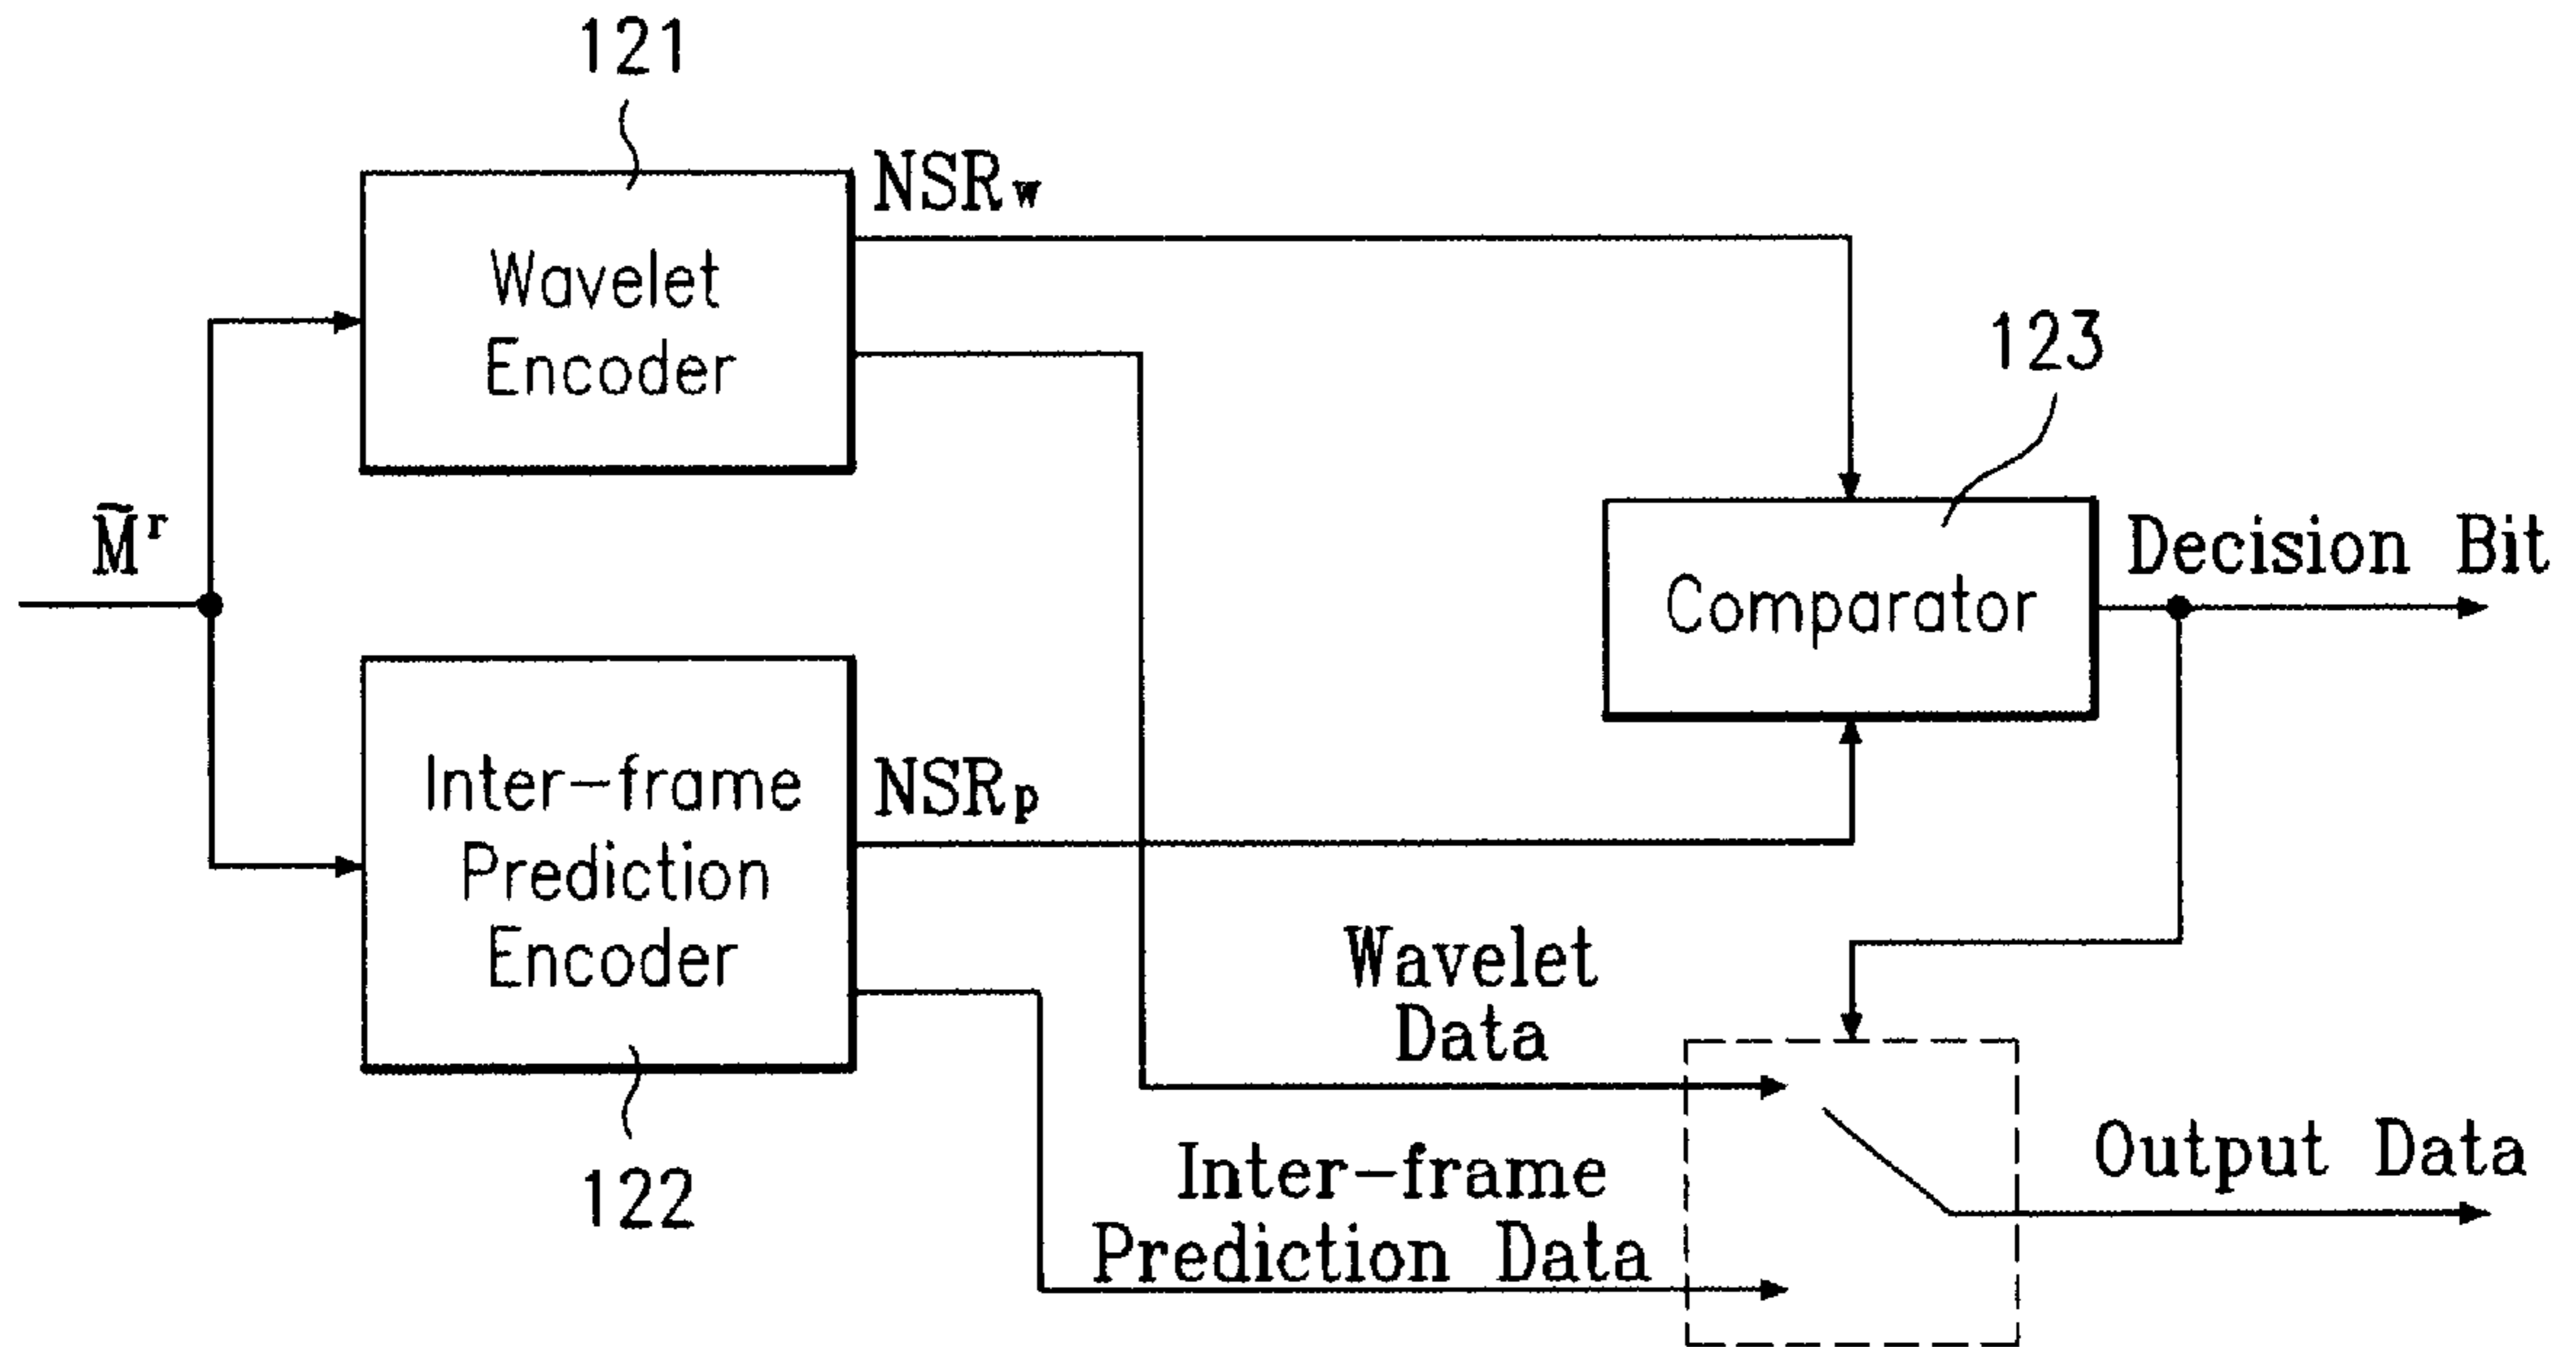 121
NSRw
Wavelet
Encoder
123
M̃ʳ
Decision Bit
Comparator
NSRp
Inter-frame
Prediction
Encoder
Wavelet
Data
122
Inter-frame
Prediction Data
Output Data